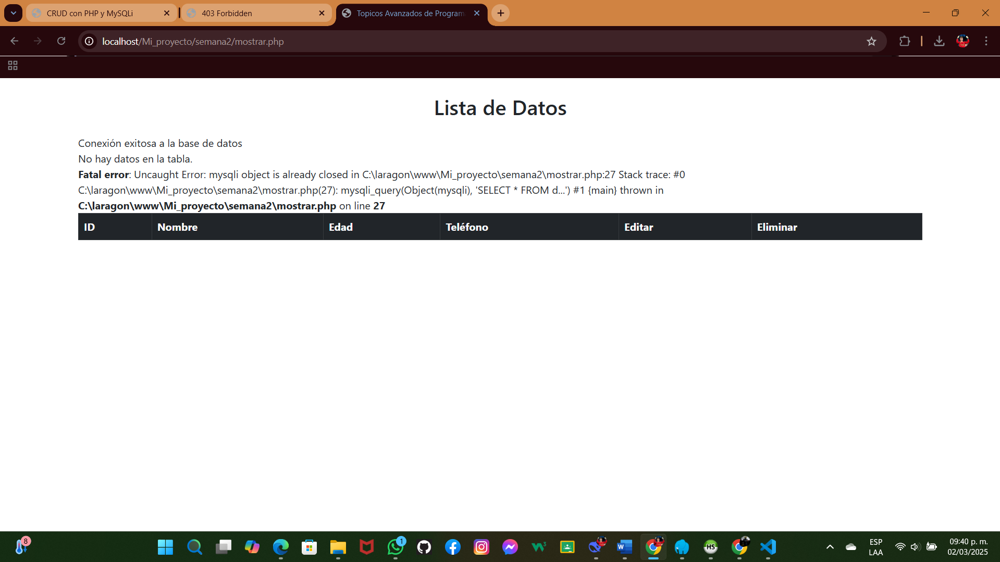 CRUD con PHP y MySQLi
403 Forbidden
Topicos Avanzados de Program
localhost/Mi_proyecto/semana2/mostrar.php
Lista de Datos
Conexión exitosa a la base de datos
No hay datos en la tabla.
Fatal error: Uncaught Error: mysqli object is already closed in C:\laragon\www\Mi_proyecto\semana2\mostrar.php:27 Stack trace: #0
C:\laragon\www\Mi_proyecto\semana2\mostrar.php(27): mysqli_query(Object(mysqli), 'SELECT * FROM d...') #1 {main} thrown in
C:\laragon\www\Mi_proyecto\semana2\mostrar.php on line 27
ID Nombre Edad Teléfono Editar Eliminar
8
1
W3
W
HS
ESP
LAA
09:40 p. m.
02/03/2025